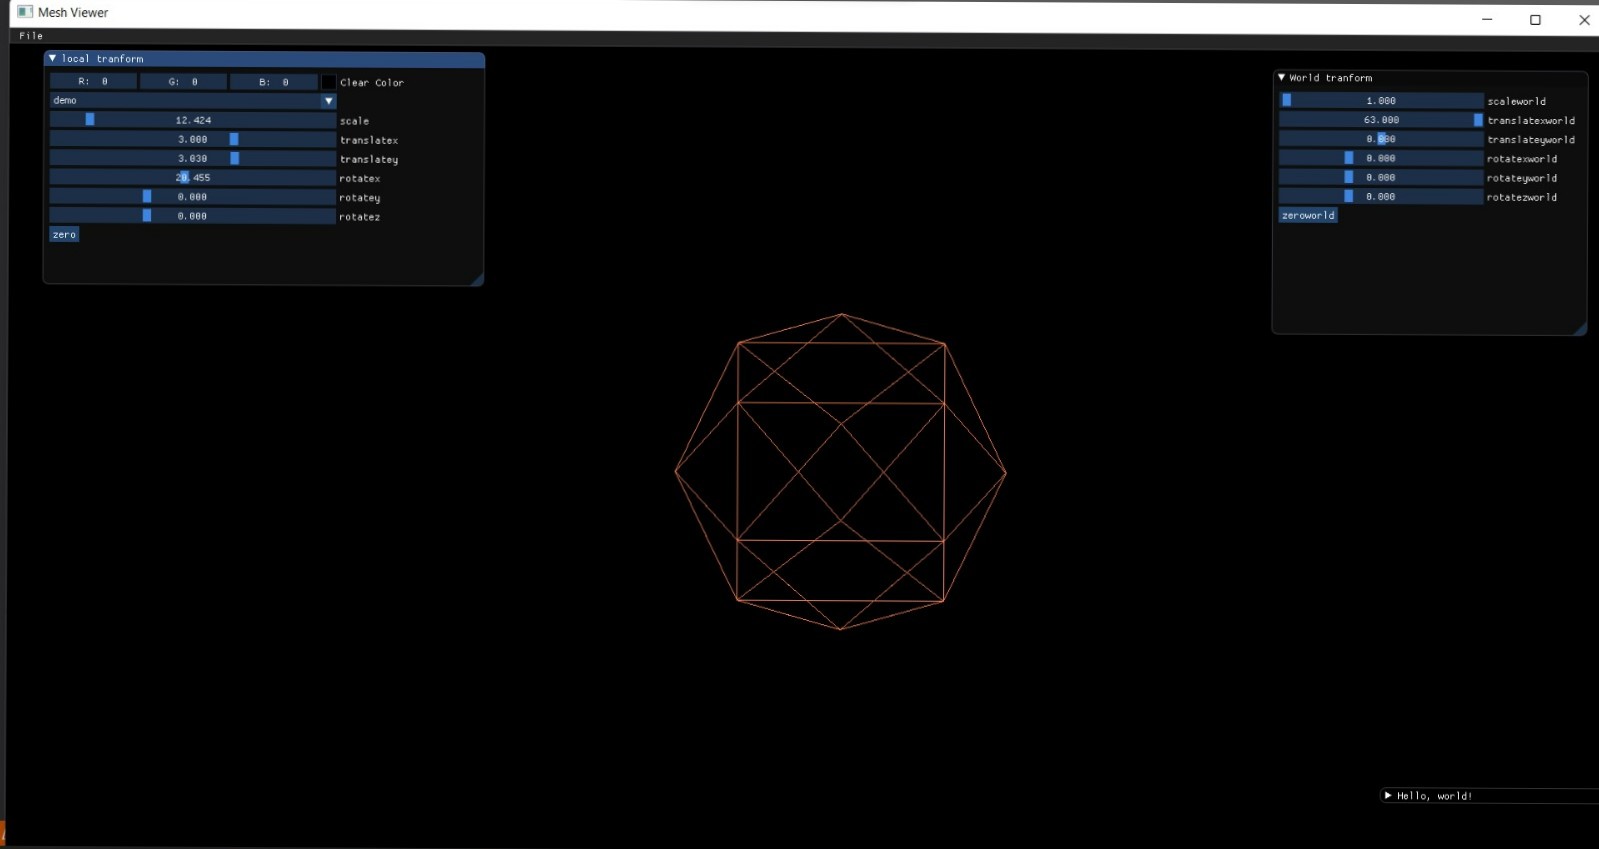 Mesh Viewer
File
local tranform
R: 0 G: 0 B: 0 Clear Color
demo
12.424 scale
3.000 translatex
3.030 translatey
20.455 rotatex
0.000 rotatey
0.000 rotatez
zero
World tranform
1.000 scaleworld
63.000 translatexworld
0.000 translateyworld
0.000 rotatexworld
0.000 rotateyworld
0.000 rotatezworld
zeroworld
Hello, world!